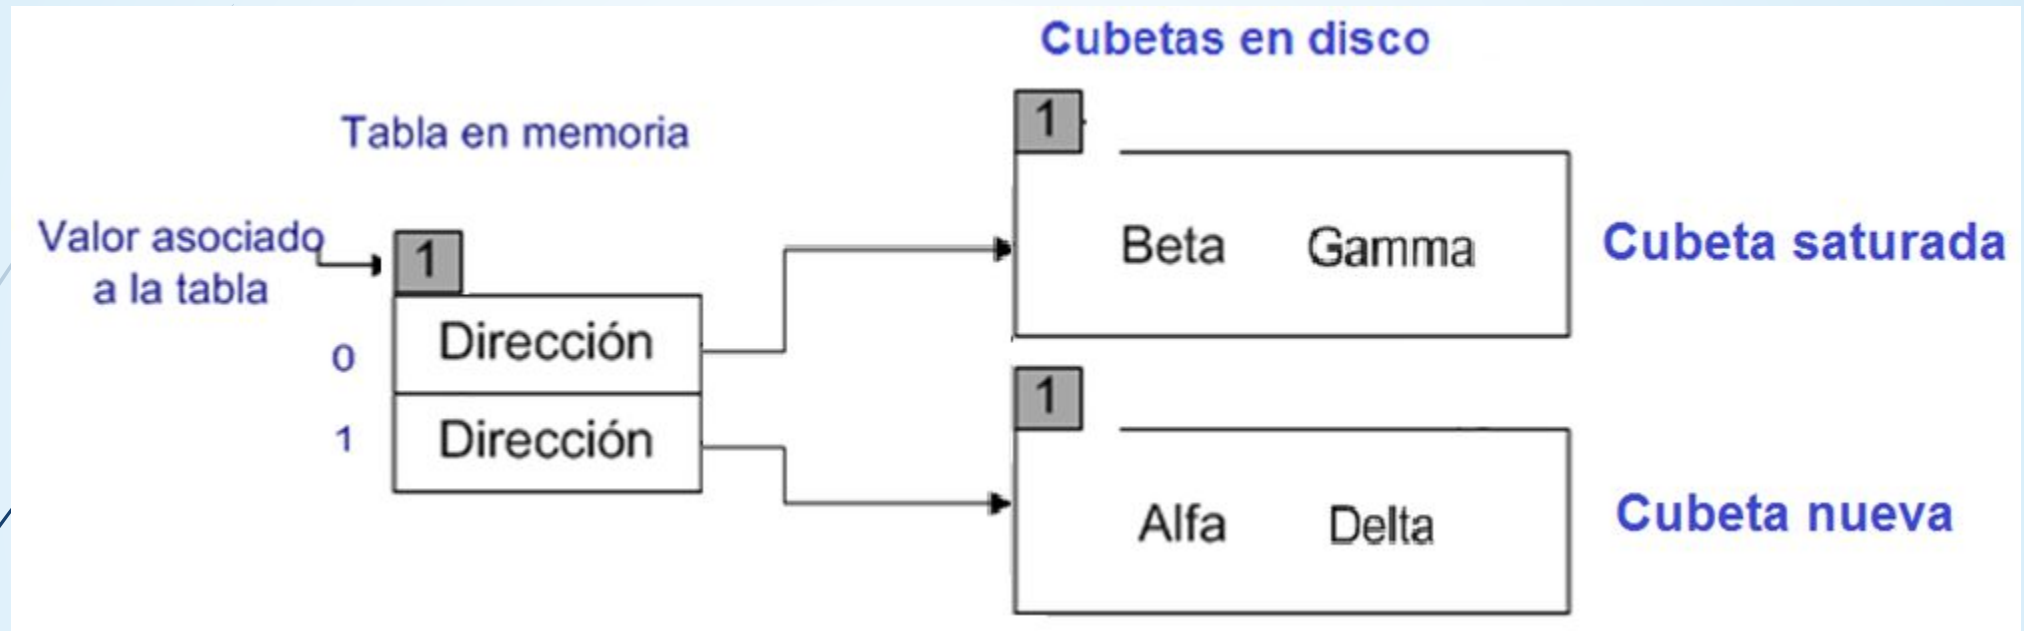 Cubetas en disco
Tabla en memoria
1
Valor asociado
a la tabla
1
0
Dirección
1
Dirección
Beta Gamma
Cubeta saturada
1
Alfa Delta
Cubeta nueva